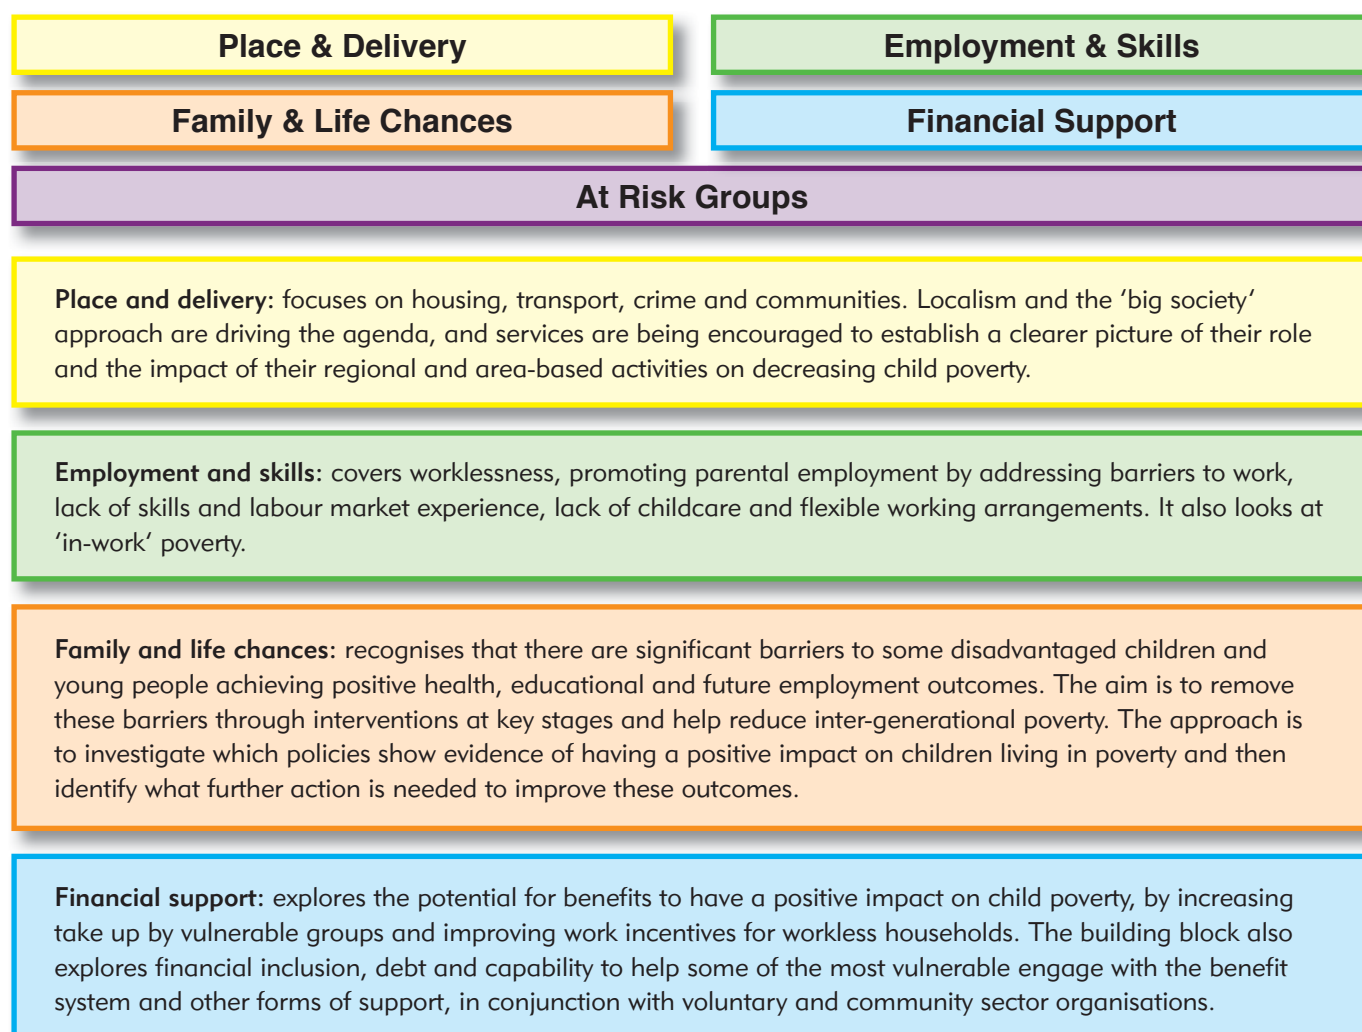 Place & Delivery
Employment & Skills
Family & Life Chances
Financial Support
At Risk Groups
Place and delivery: focuses on housing, transport, crime and communities. Localism and the ‘big society’
approach are driving the agenda, and services are being encouraged to establish a clearer picture of their role
and the impact of their regional and area-based activities on decreasing child poverty.
Employment and skills: covers worklessness, promoting parental employment by addressing barriers to work,
lack of skills and labour market experience, lack of childcare and flexible working arrangements. It also looks at
‘in-work‘ poverty.
Family and life chances: recognises that there are significant barriers to some disadvantaged children and
young people achieving positive health, educational and future employment outcomes. The aim is to remove
these barriers through interventions at key stages and help reduce inter-generational poverty. The approach is
to investigate which policies show evidence of having a positive impact on children living in poverty and then
identify what further action is needed to improve these outcomes.
Financial support: explores the potential for benefits to have a positive impact on child poverty, by increasing
take up by vulnerable groups and improving work incentives for workless households. The building block also
explores financial inclusion, debt and capability to help some of the most vulnerable engage with the benefit
system and other forms of support, in conjunction with voluntary and community sector organisations.